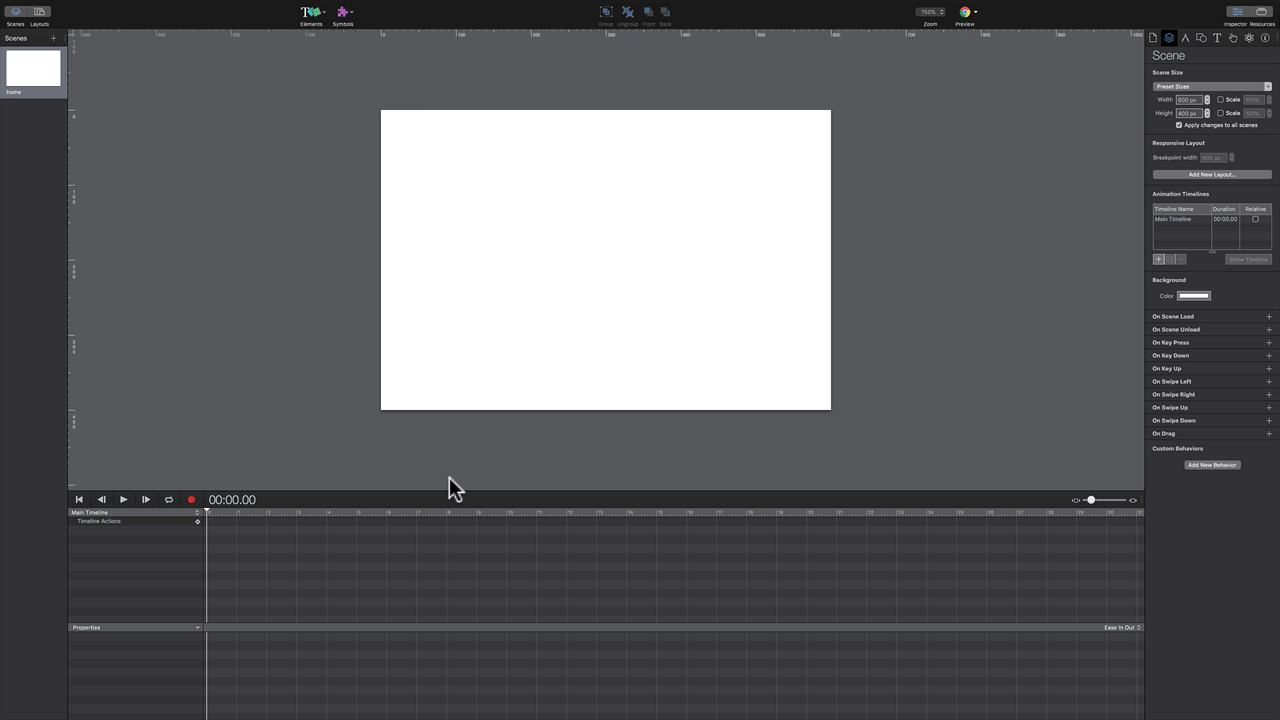 Scenes Layouts Elements Symbols Group Ungroup Front Back 150% Zoom Preview Inspector Resources
Scenes +
home
Scene
Scene Size
Preset Sizes
Width 600 px Scale 100%
Height 400 px Scale 100%
Apply changes to all scenes
Responsive Layout
Breakpoint width 600 px
Add New Layout...
Animation Timelines
Timeline Name Duration Relative
Main Timeline 00:00.00
Show Timeline
Background
Color
On Scene Load +
On Scene Unload +
On Key Press +
On Key Down +
On Key Up +
On Swipe Left +
On Swipe Right +
On Swipe Up +
On Swipe Down +
On Drag +
Custom Behaviors
Add New Behavior
00:00.00
Main Timeline
Timeline Actions
Properties
Ease In Out